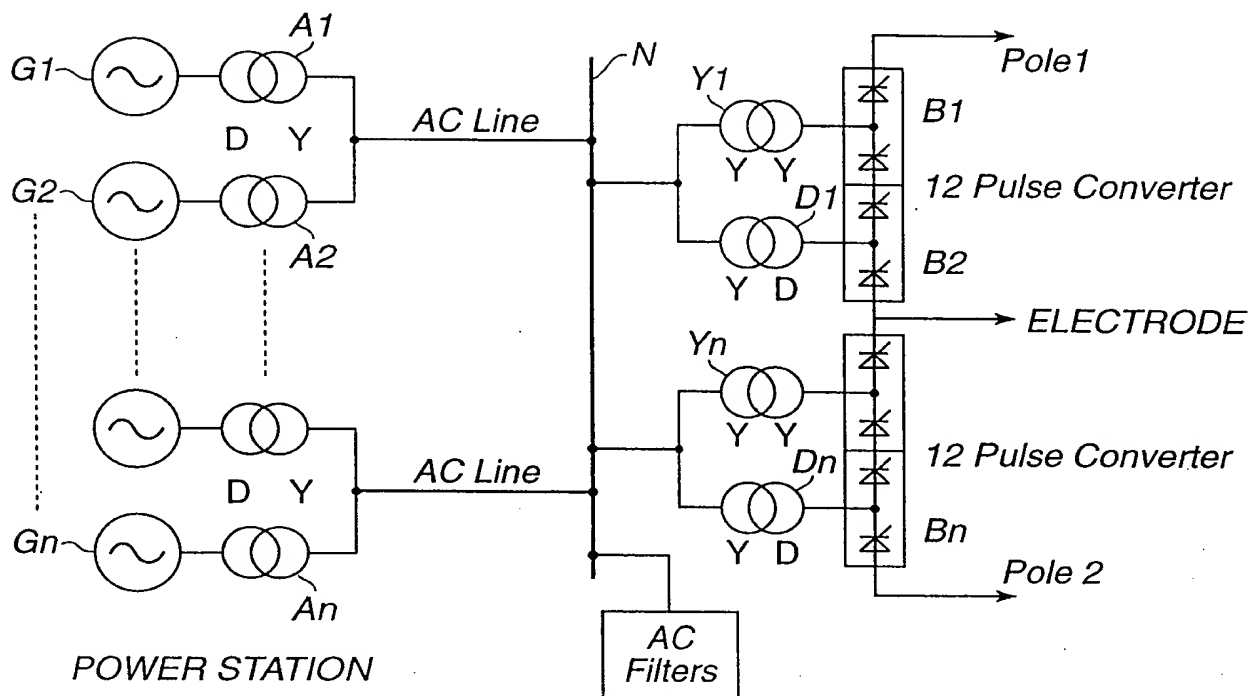 G1
A1
D Y
AC Line
G2
A2
D Y
AC Line
Gn
An
POWER STATION
N
AC
Filters
Y1
Y Y
D1
Y D
Yn
Y Y
Dn
Y D
Pole1
B1
12 Pulse Converter
B2
ELECTRODE
12 Pulse Converter
Bn
Pole 2